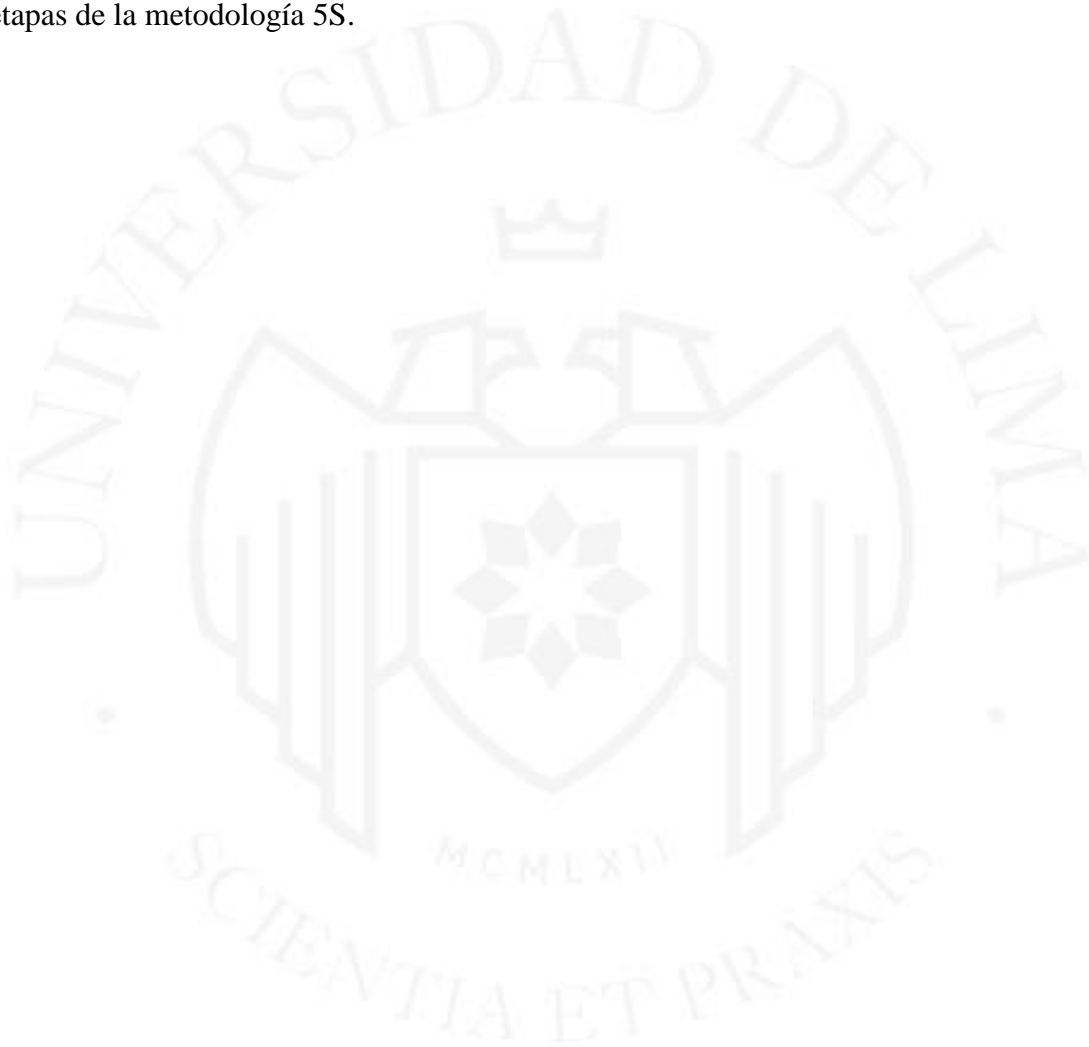 etapas de la metodología 5S.
UNIVERSIDAD DE LIMA
MCMLXII
SCIENTIA ET PRAXIS